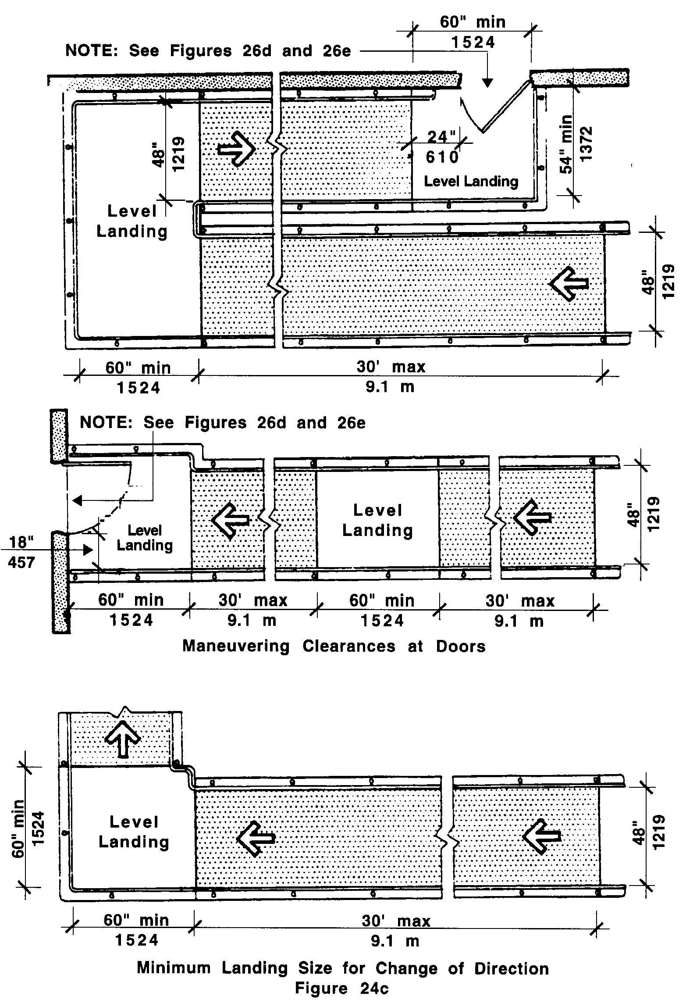 60" min
1524
NOTE: See Figures 26d and 26e
48"
1219
24"
610
54" min
1372
Level Landing
Level
Landing
48"
1219
60" min
1524
30' max
9.1 m
NOTE: See Figures 26d and 26e
Level
Landing
48"
1219
Level
Landing
18"
457
60" min
1524
30' max
9.1 m
60" min
1524
30' max
9.1 m
Maneuvering Clearances at Doors
60" min
1524
Level
Landing
48"
1219
60" min
1524
30' max
9.1 m
Minimum Landing Size for Change of Direction
Figure 24c